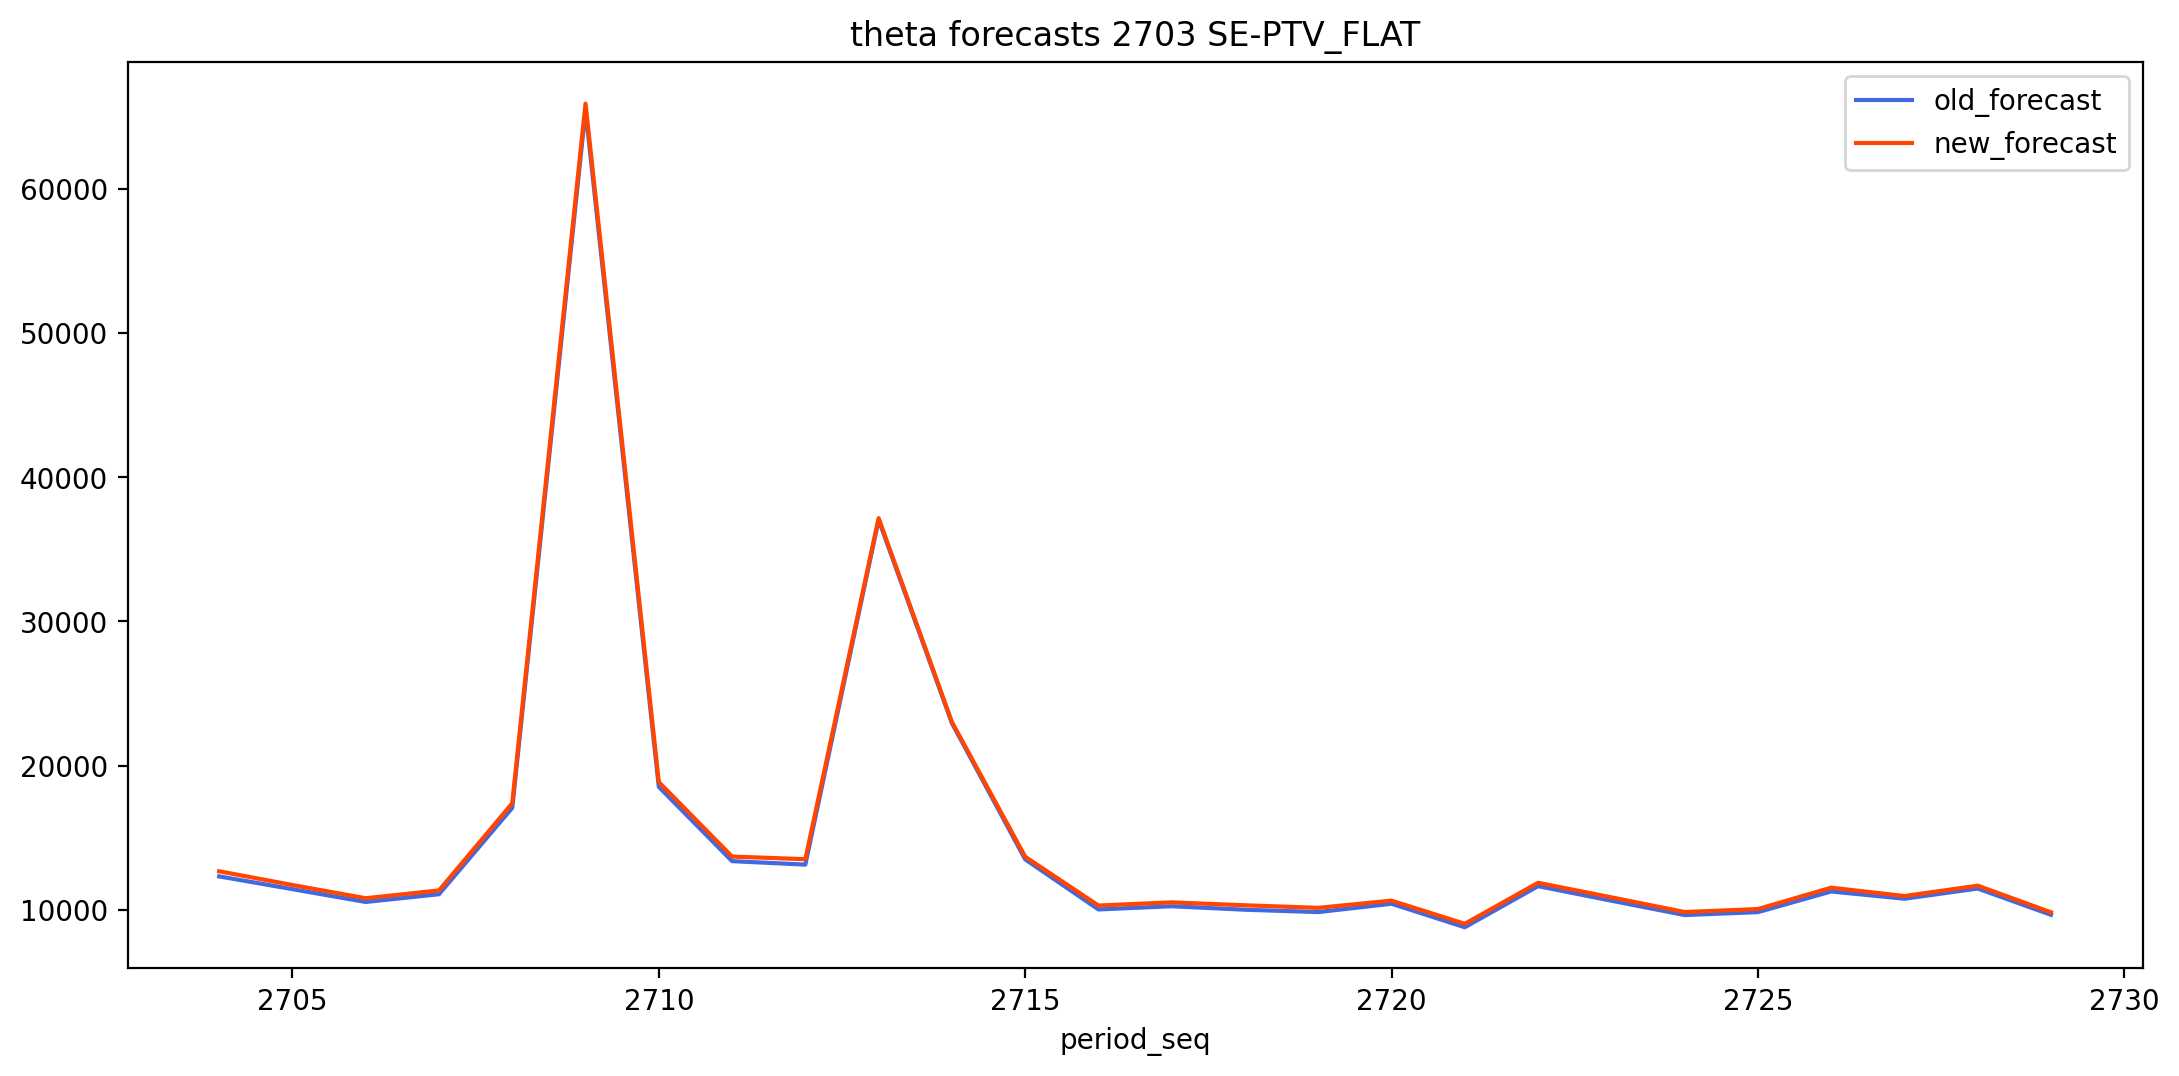 theta forecasts 2703 SE-PTV_FLAT
old_forecast
new_forecast
60000
50000
40000
30000
20000
10000
2705 2710 2715 2720 2725 2730
period_seq